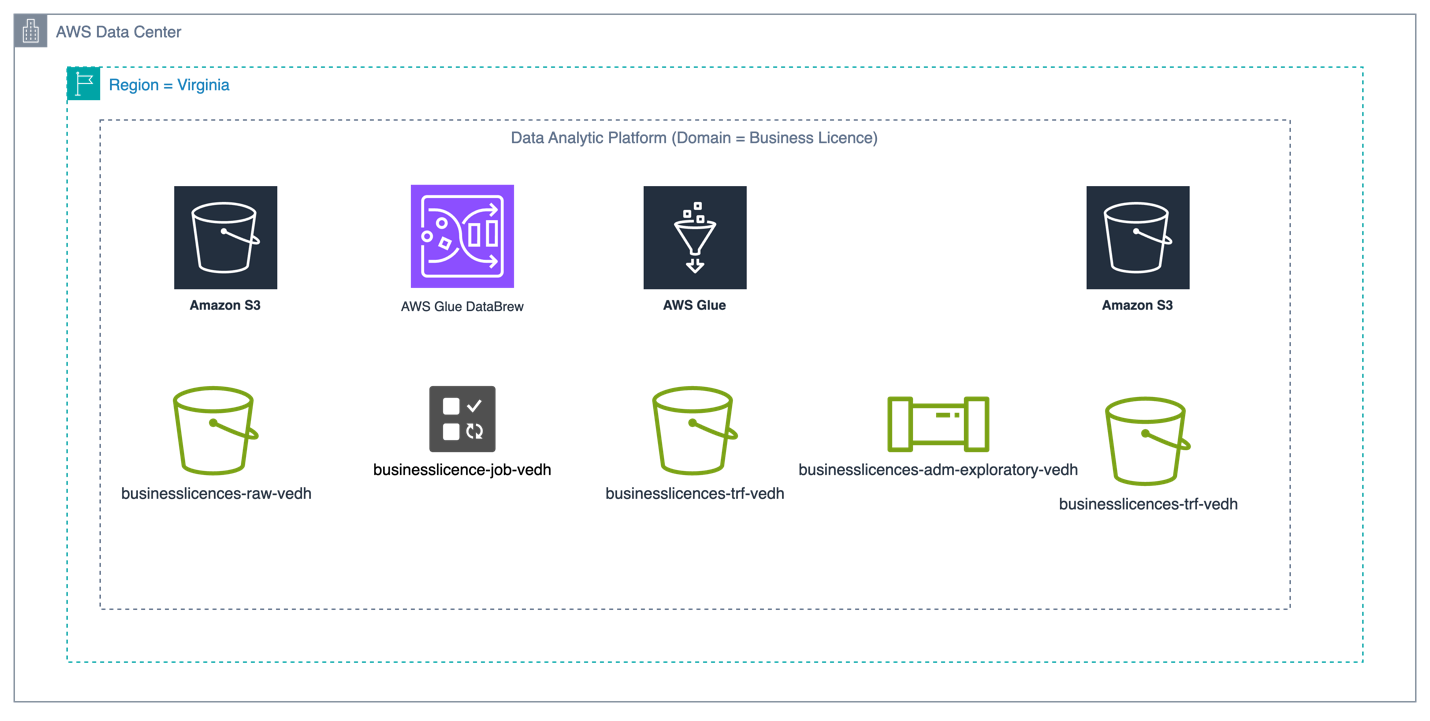 AWS Data Center
Region = Virginia
Data Analytic Platform (Domain = Business Licence)
Amazon S3
AWS Glue DataBrew
AWS Glue
Amazon S3
businesslicences-raw-vedh
businesslicence-job-vedh
businesslicences-trf-vedh
businesslicences-adm-exploratory-vedh
businesslicences-trf-vedh